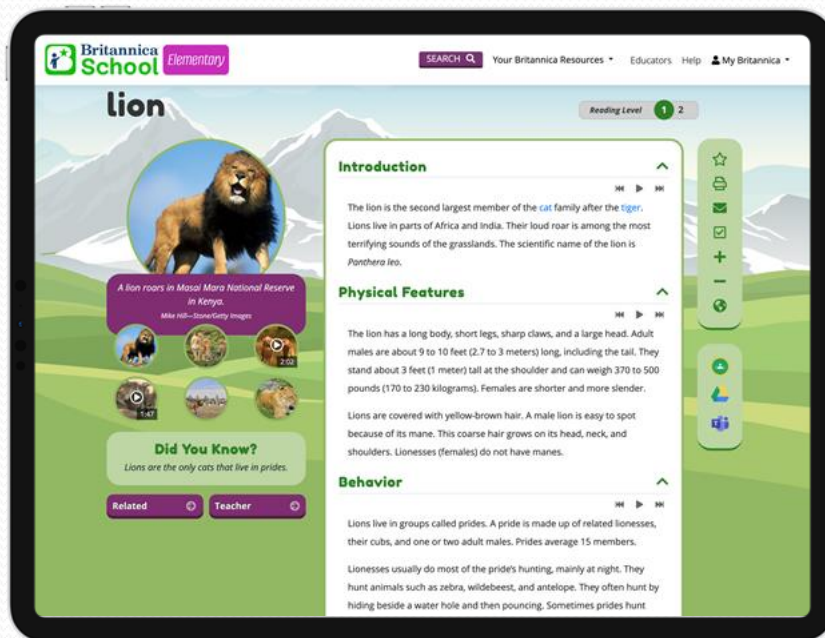 Britannica
School
Elementary
SEARCH
Your Britannica Resources
Educators
Help
My Britannica
lion
Reading Level 1 2
A lion roars in Masai Mara National Reserve
in Kenya.
Mike Hill—Stone/Getty Images
2:02
1:47
Did You Know?
Lions are the only cats that live in prides.
Related
Teacher
Introduction
The lion is the second largest member of the cat family after the tiger.
Lions live in parts of Africa and India. Their loud roar is among the most
terrifying sounds of the grasslands. The scientific name of the lion is
Panthera leo.
Physical Features
The lion has a long body, short legs, sharp claws, and a large head. Adult
males are about 9 to 10 feet (2.7 to 3 meters) long, including the tail. They
stand about 3 feet (1 meter) tall at the shoulder and can weigh 370 to 500
pounds (170 to 230 kilograms). Females are shorter and more slender.
Lions are covered with yellow-brown hair. A male lion is easy to spot
because of its mane. This coarse hair grows on its head, neck, and
shoulders. Lionesses (females) do not have manes.
Behavior
Lions live in groups called prides. A pride is made up of related lionesses,
their cubs, and one or two adult males. Prides average 15 members.
Lionesses usually do most of the pride's hunting, mainly at night. They
hunt animals such as zebra, wildebeest, and antelope. They often hunt by
hiding beside a water hole and then pouncing. Sometimes prides hunt